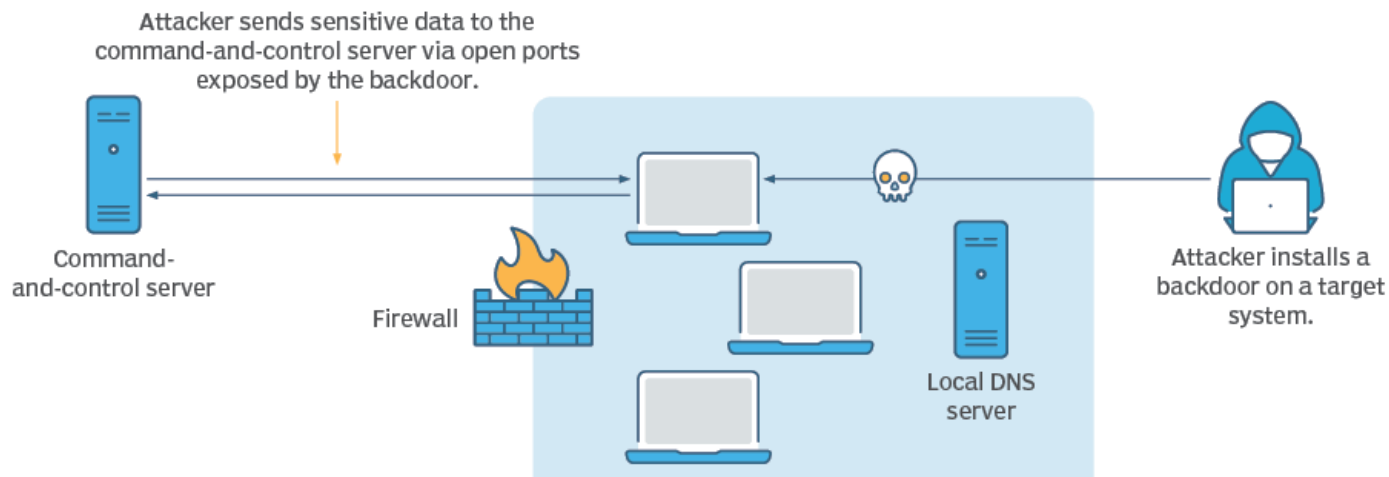 Attacker sends sensitive data to the
command-and-control server via open ports
exposed by the backdoor.
Command-
and-control server
Firewall
Local DNS
server
Attacker installs a
backdoor on a target
system.